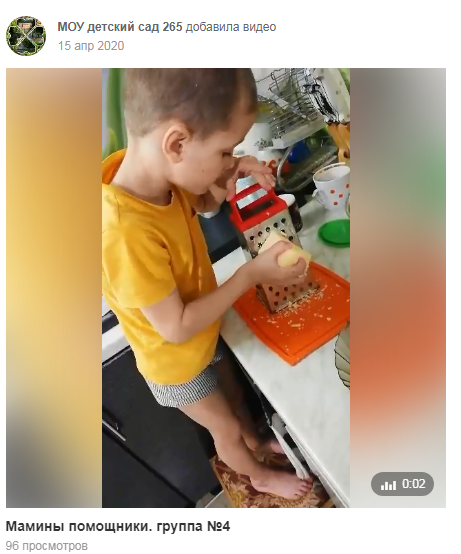 МОУ детский сад 265 добавила видео
15 апр 2020
0:02
Мамины помощники. группа №4
96 просмотров